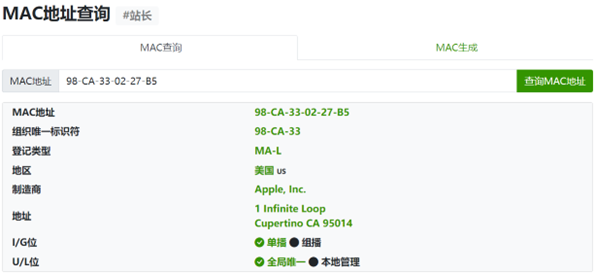 MAC地址查询 #站长
MAC查询 MAC生成
MAC地址 98-CA-33-02-27-B5 查询MAC地址
MAC地址 98-CA-33-02-27-B5
组织唯一标识符 98-CA-33
登记类型 MA-L
地区 美国 US
制造商 Apple, Inc.
地址 1 Infinite Loop
Cupertino CA 95014
I/G位 单播 组播
U/L位 全局唯一 本地管理